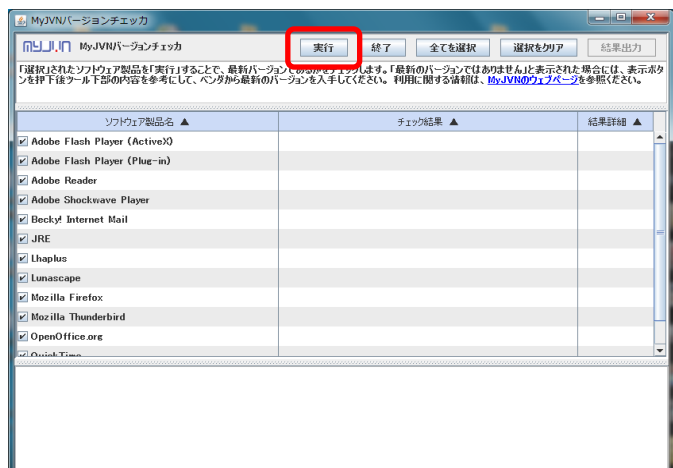 MyJVNバージョンチェッカ
MyJVN MyJVNバージョンチェッカ 実行 終了 全てを選択 選択をクリア 結果出力
「選択」されたソフトウェア製品を「実行」することで、最新バージョンであるかをチェックします。「最新のバージョンではありません」と表示された場合には、表示ボタ
ンを押下後ツール下部の内容を参考にして、ベンダから最新のバージョンを入手してください。 利用に関する情報は、MyJVNのウェブページを参照ください。
ソフトウェア製品名 ▲ チェック結果 ▲ 結果詳細 ▲
Adobe Flash Player (ActiveX)
Adobe Flash Player (Plug-in)
Adobe Reader
Adobe Shockwave Player
Becky! Internet Mail
JRE
Lhaplus
Lunascape
Mozilla Firefox
Mozilla Thunderbird
OpenOffice.org
QuickTime